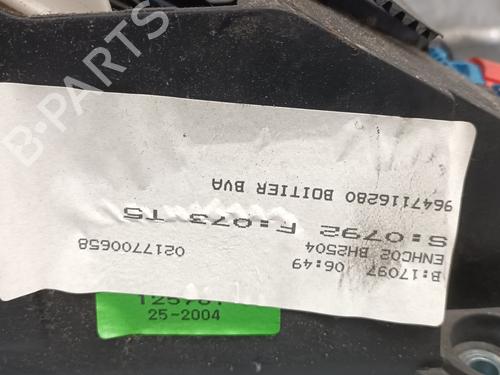 B-PARTS
B:17097 06:49
ENHC02 BH2504
S:0792 F:073 T5
9647116280 BOITIER BVA
0217700658
25-2004